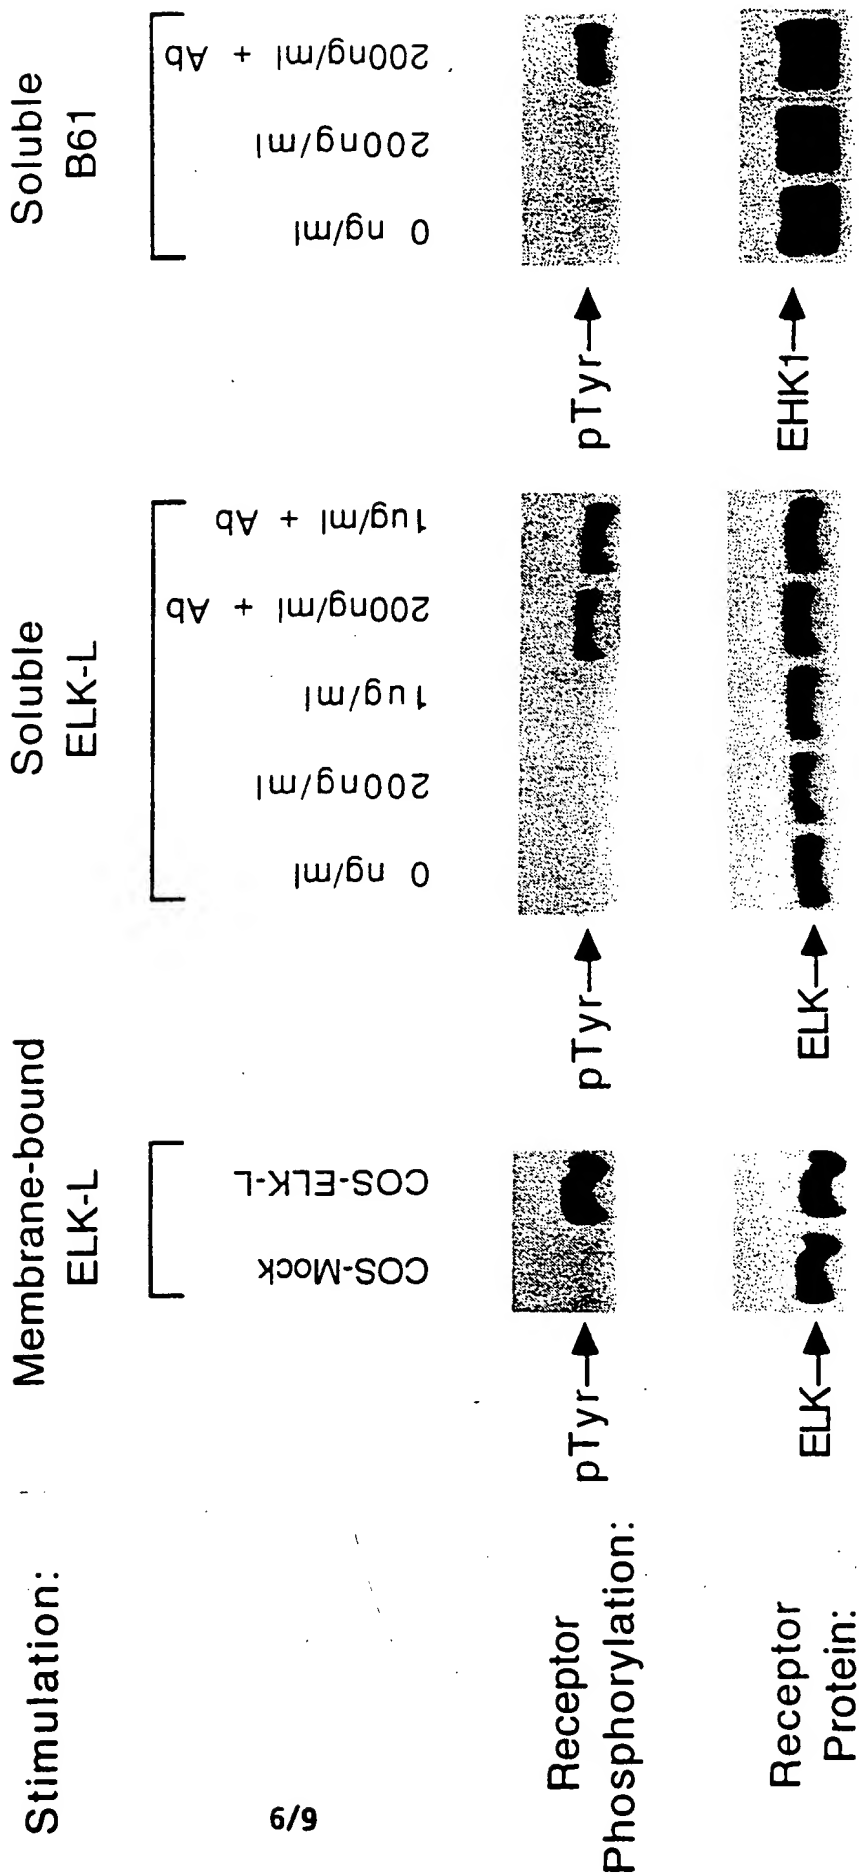 Stimulation:
Membrane-bound
ELK-L
Soluble
ELK-L
Soluble
B61
COS-Mock
COS-ELK-L
0 ng/ml
200ng/ml
1ug/ml
200ng/ml + Ab
1ug/ml + Ab
0 ng/ml
200ng/ml
200ng/ml + Ab
Receptor
Phosphorylation:
pTyr
pTyr
pTyr
Receptor
Protein:
ELK
ELK
EHK1
6/9